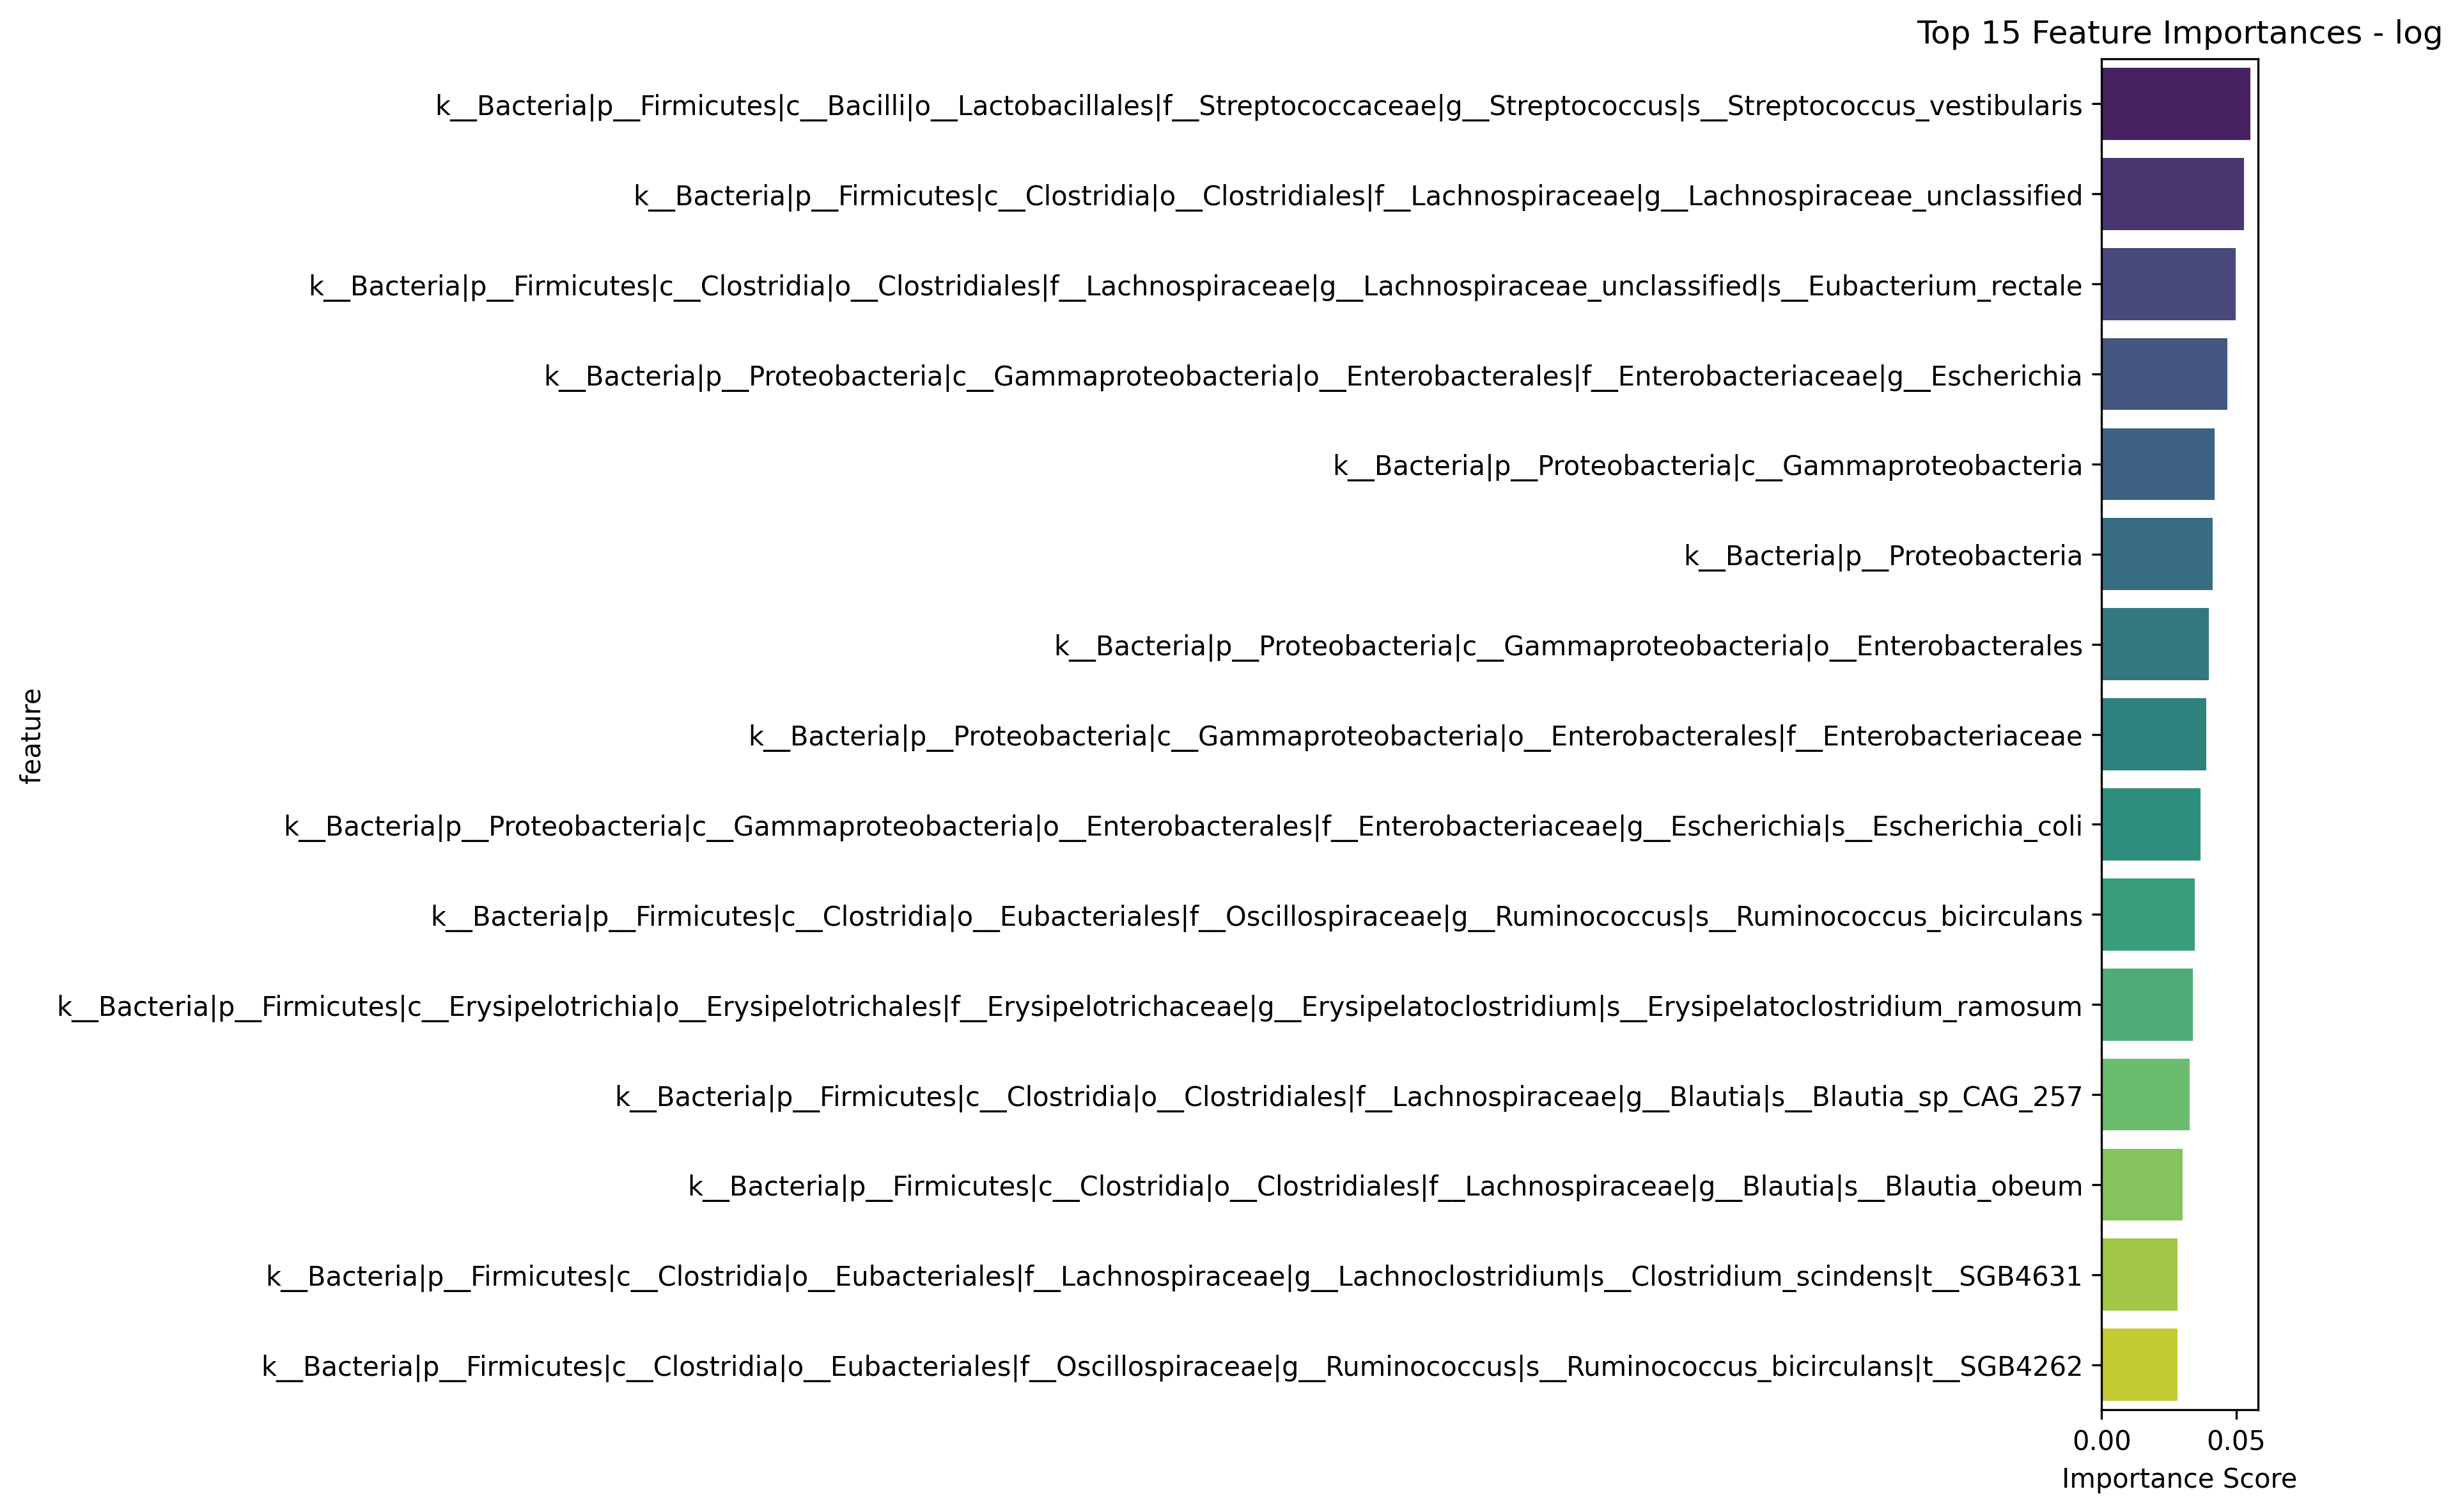 Top 15 Feature Importances - log
k__Bacteria|p__Firmicutes|c__Bacilli|o__Lactobacillales|f__Streptococcaceae|g__Streptococcus|s__Streptococcus_vestibularis
k__Bacteria|p__Firmicutes|c__Clostridia|o__Clostridiales|f__Lachnospiraceae|g__Lachnospiraceae_unclassified
k__Bacteria|p__Firmicutes|c__Clostridia|o__Clostridiales|f__Lachnospiraceae|g__Lachnospiraceae_unclassified|s__Eubacterium_rectale
k__Bacteria|p__Proteobacteria|c__Gammaproteobacteria|o__Enterobacterales|f__Enterobacteriaceae|g__Escherichia
k__Bacteria|p__Proteobacteria|c__Gammaproteobacteria
k__Bacteria|p__Proteobacteria
k__Bacteria|p__Proteobacteria|c__Gammaproteobacteria|o__Enterobacterales
k__Bacteria|p__Proteobacteria|c__Gammaproteobacteria|o__Enterobacterales|f__Enterobacteriaceae
k__Bacteria|p__Proteobacteria|c__Gammaproteobacteria|o__Enterobacterales|f__Enterobacteriaceae|g__Escherichia|s__Escherichia_coli
k__Bacteria|p__Firmicutes|c__Clostridia|o__Eubacteriales|f__Oscillospiraceae|g__Ruminococcus|s__Ruminococcus_bicirculans
k__Bacteria|p__Firmicutes|c__Erysipelotrichia|o__Erysipelotrichales|f__Erysipelotrichaceae|g__Erysipelatoclostridium|s__Erysipelatoclostridium_ramosum
k__Bacteria|p__Firmicutes|c__Clostridia|o__Clostridiales|f__Lachnospiraceae|g__Blautia|s__Blautia_sp_CAG_257
k__Bacteria|p__Firmicutes|c__Clostridia|o__Clostridiales|f__Lachnospiraceae|g__Blautia|s__Blautia_obeum
k__Bacteria|p__Firmicutes|c__Clostridia|o__Eubacteriales|f__Lachnospiraceae|g__Lachnoclostridium|s__Clostridium_scindens|t__SGB4631
k__Bacteria|p__Firmicutes|c__Clostridia|o__Eubacteriales|f__Oscillospiraceae|g__Ruminococcus|s__Ruminococcus_bicirculans|t__SGB4262
feature
0.00 0.05
Importance Score